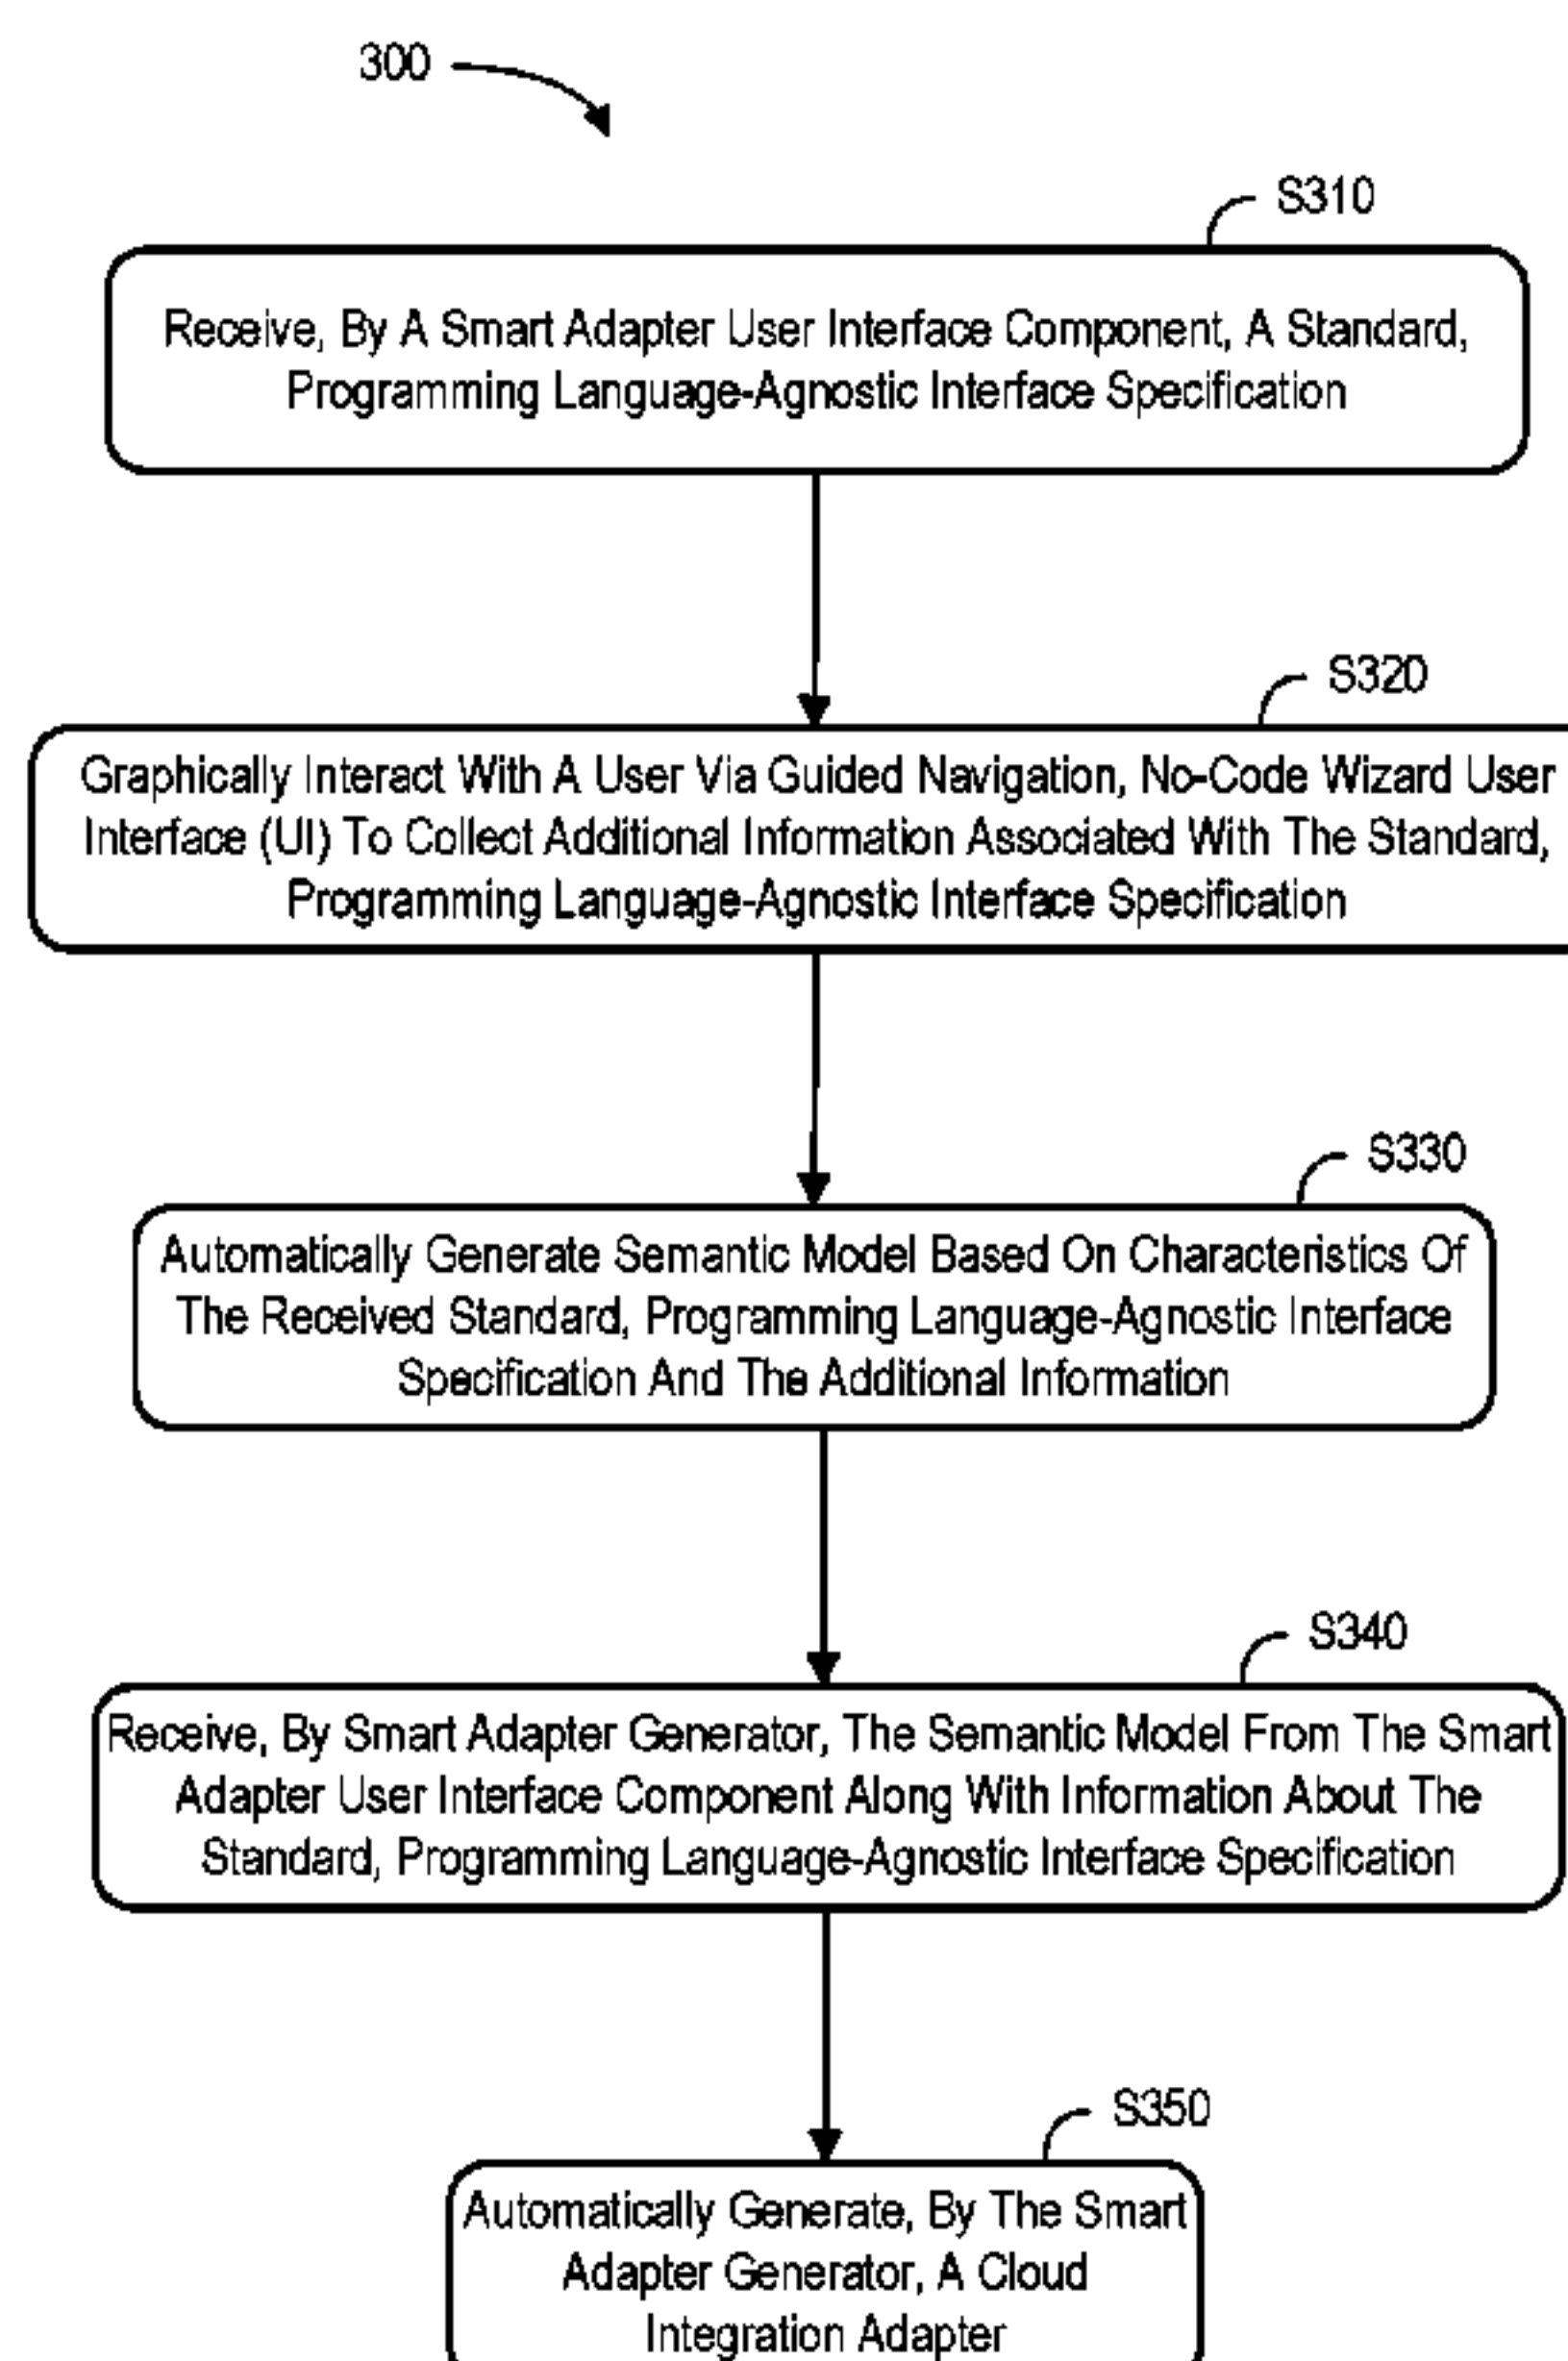 300
S310
Receive, By A Smart Adapter User Interface Component, A Standard,
Programming Language-Agnostic Interface Specification
S320
Graphically Interact With A User Via Guided Navigation, No-Code Wizard User
Interface (UI) To Collect Additional Information Associated With The Standard,
Programming Language-Agnostic Interface Specification
S330
Automatically Generate Semantic Model Based On Characteristics Of
The Received Standard, Programming Language-Agnostic Interface
Specification And The Additional Information
S340
Receive, By Smart Adapter Generator, The Semantic Model From The Smart
Adapter User Interface Component Along With Information About The
Standard, Programming Language-Agnostic Interface Specification
S350
Automatically Generate, By The Smart
Adapter Generator, A Cloud
Integration Adapter